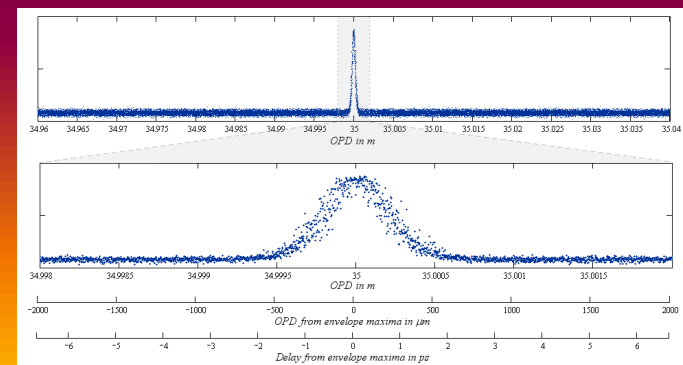 34.96 34.965 34.97 34.975 34.98 34.985 34.99 34.995 35 35.005 35.01 35.015 35.02 35.025 35.03 35.035 35.04
OPD in m
34.998 34.9985 34.999 34.9995 35 35.0005 35.001 35.0015
OPD in m
−2000 −1500 −1000 −500 0 500 1000 1500 2000
OPD from envelope maxima in μm
−6 −5 −4 −3 −2 −1 0 1 2 3 4 5 6
Delay from envelope maxima in ps